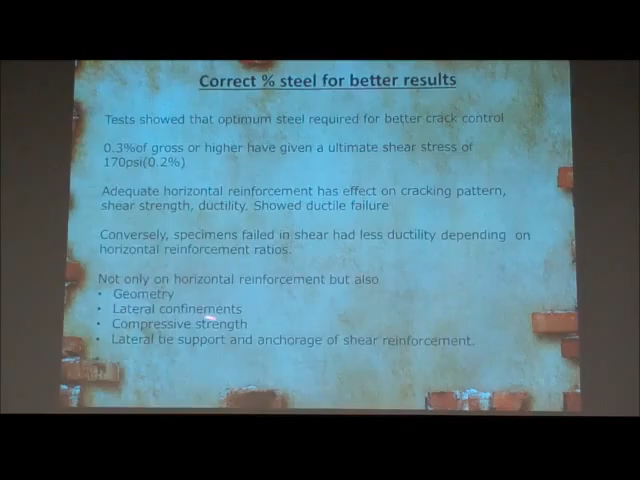 Correct % steel for better results
Tests showed that optimum steel required for better crack control
0.3%of gross or higher have given a ultimate shear stress of
170psi(0.2%)
Adequate horizontal reinforcement has effect on cracking pattern,
shear strength, ductility. Showed ductile failure
Conversely, specimens failed in shear had less ductility depending on
horizontal reinforcement ratios.
Not only on horizontal reinforcement but also
• Geometry
• Lateral confinements
• Compressive strength
• Lateral tie support and anchorage of shear reinforcement.